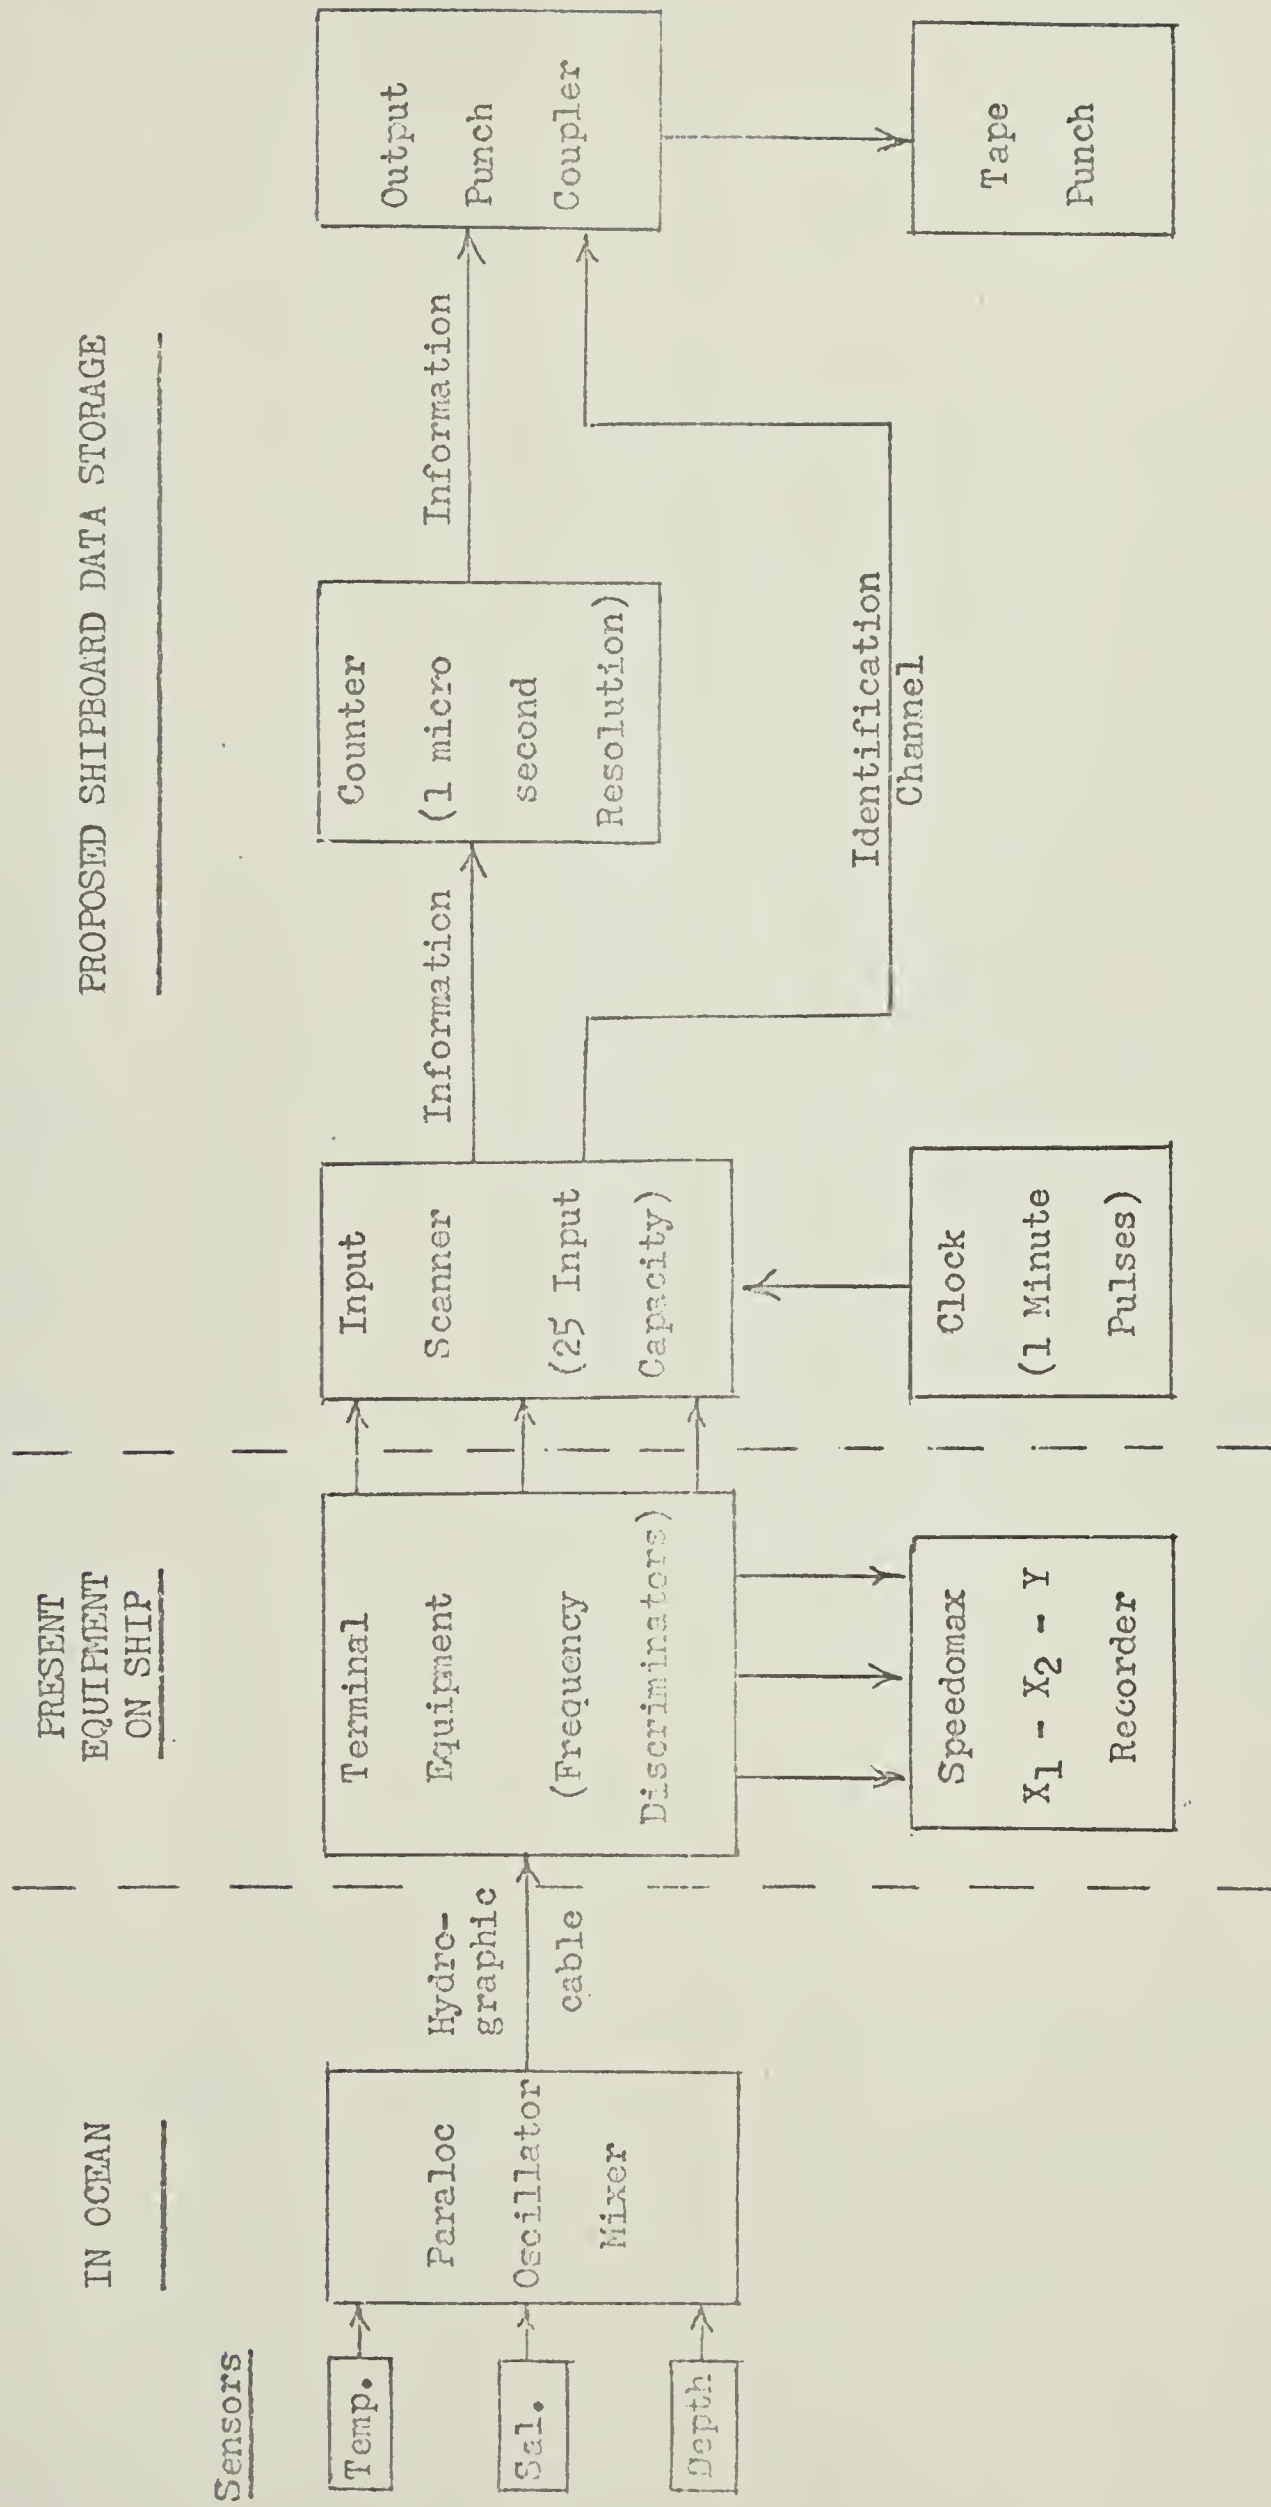 IN OCEAN
PRESENT
EQUIPMENT
ON SHIP
PROPOSED SHIPBOARD DATA STORAGE
Sensors
Temp.
Sal.
Depth
Paraloc
Oscillator
Mixer
Hydro-
graphic
cable
Terminal
Equipment
(Frequency
Discriminators)
Speedomax
X1 - X2 - Y
Recorder
Input
Scanner
(25 Input
Capacity)
Clock
(1 Minute
Pulses)
Information
Counter
(1 micro
second
Resolution)
Identification
Channel
Information
Output
Punch
Coupler
Tape
Punch